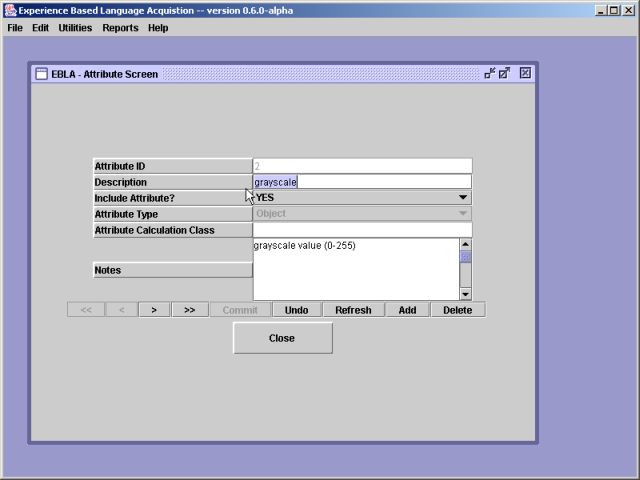 Experience Based Language Acquistion -- version 0.6.0-alpha
File Edit Utilities Reports Help
EBLA - Attribute Screen
Attribute ID 2
Description grayscale
Include Attribute? YES
Attribute Type Object
Attribute Calculation Class
grayscale value (0-255)
Notes
<< < > >> Commit Undo Refresh Add Delete
Close